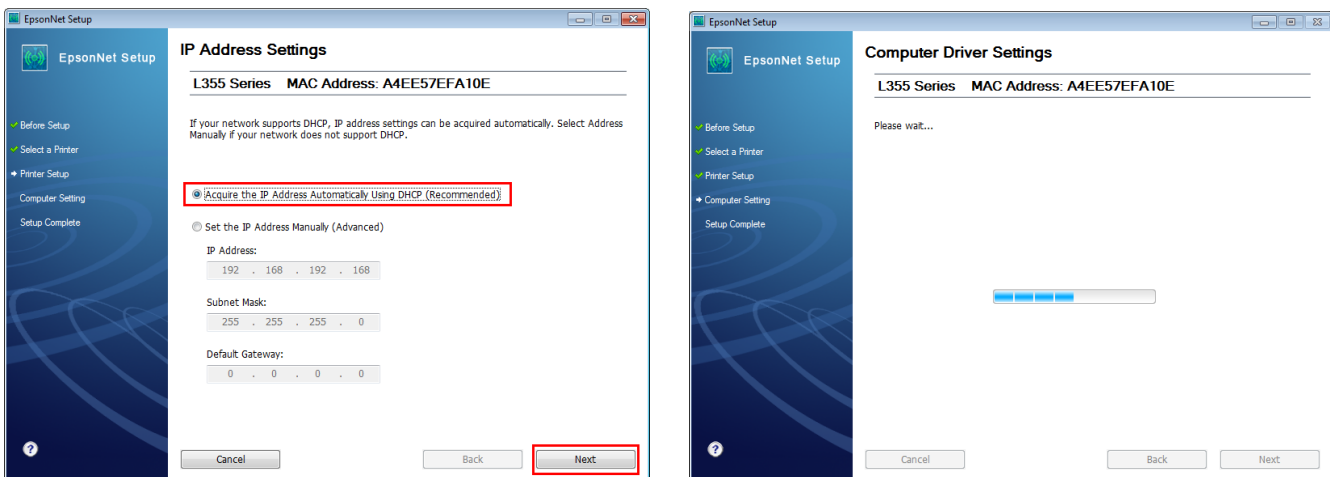 EpsonNet Setup
EpsonNet Setup
Before Setup
Select a Printer
Printer Setup
Computer Setting
Setup Complete
IP Address Settings
L355 Series MAC Address: A4EE57EFA10E
If your network supports DHCP, IP address settings can be acquired automatically. Select Address
Manually if your network does not support DHCP.
Acquire the IP Address Automatically Using DHCP (Recommended)
Set the IP Address Manually (Advanced)
IP Address:
192 . 168 . 192 . 168
Subnet Mask:
255 . 255 . 255 . 0
Default Gateway:
0 . 0 . 0 . 0
?
Cancel Back Next
EpsonNet Setup
EpsonNet Setup
Before Setup
Select a Printer
Printer Setup
Computer Setting
Setup Complete
Computer Driver Settings
L355 Series MAC Address: A4EE57EFA10E
Please wait...
?
Cancel Back Next